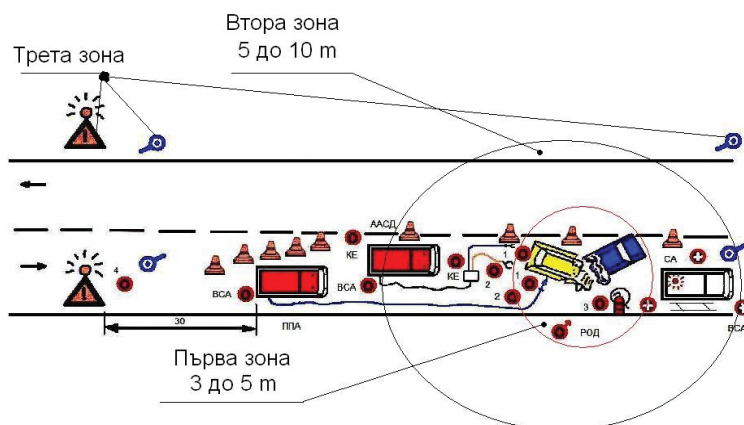 Втора зона
5 до 10 m
Трета зона
ААСД
КЕ
КЕ
СА
1
1
2
2
3
4
ВСА
ВСА
ВСА
30
ППА
РОД
Първа зона
3 до 5 m